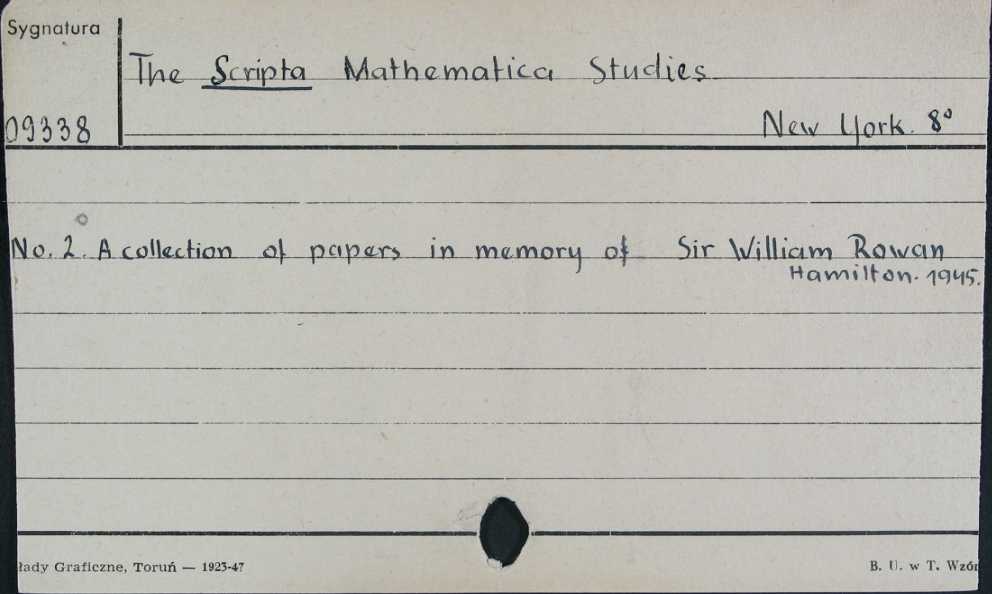 Sygnatura
The Scripta Mathematica Studies
09338
New York. 8°
No. 2. A collection of papers in memory of Sir William Rowan
Hamilton. 1945.
łady Graficzne, Toruń — 1923-47
B. U. w T. Wzór